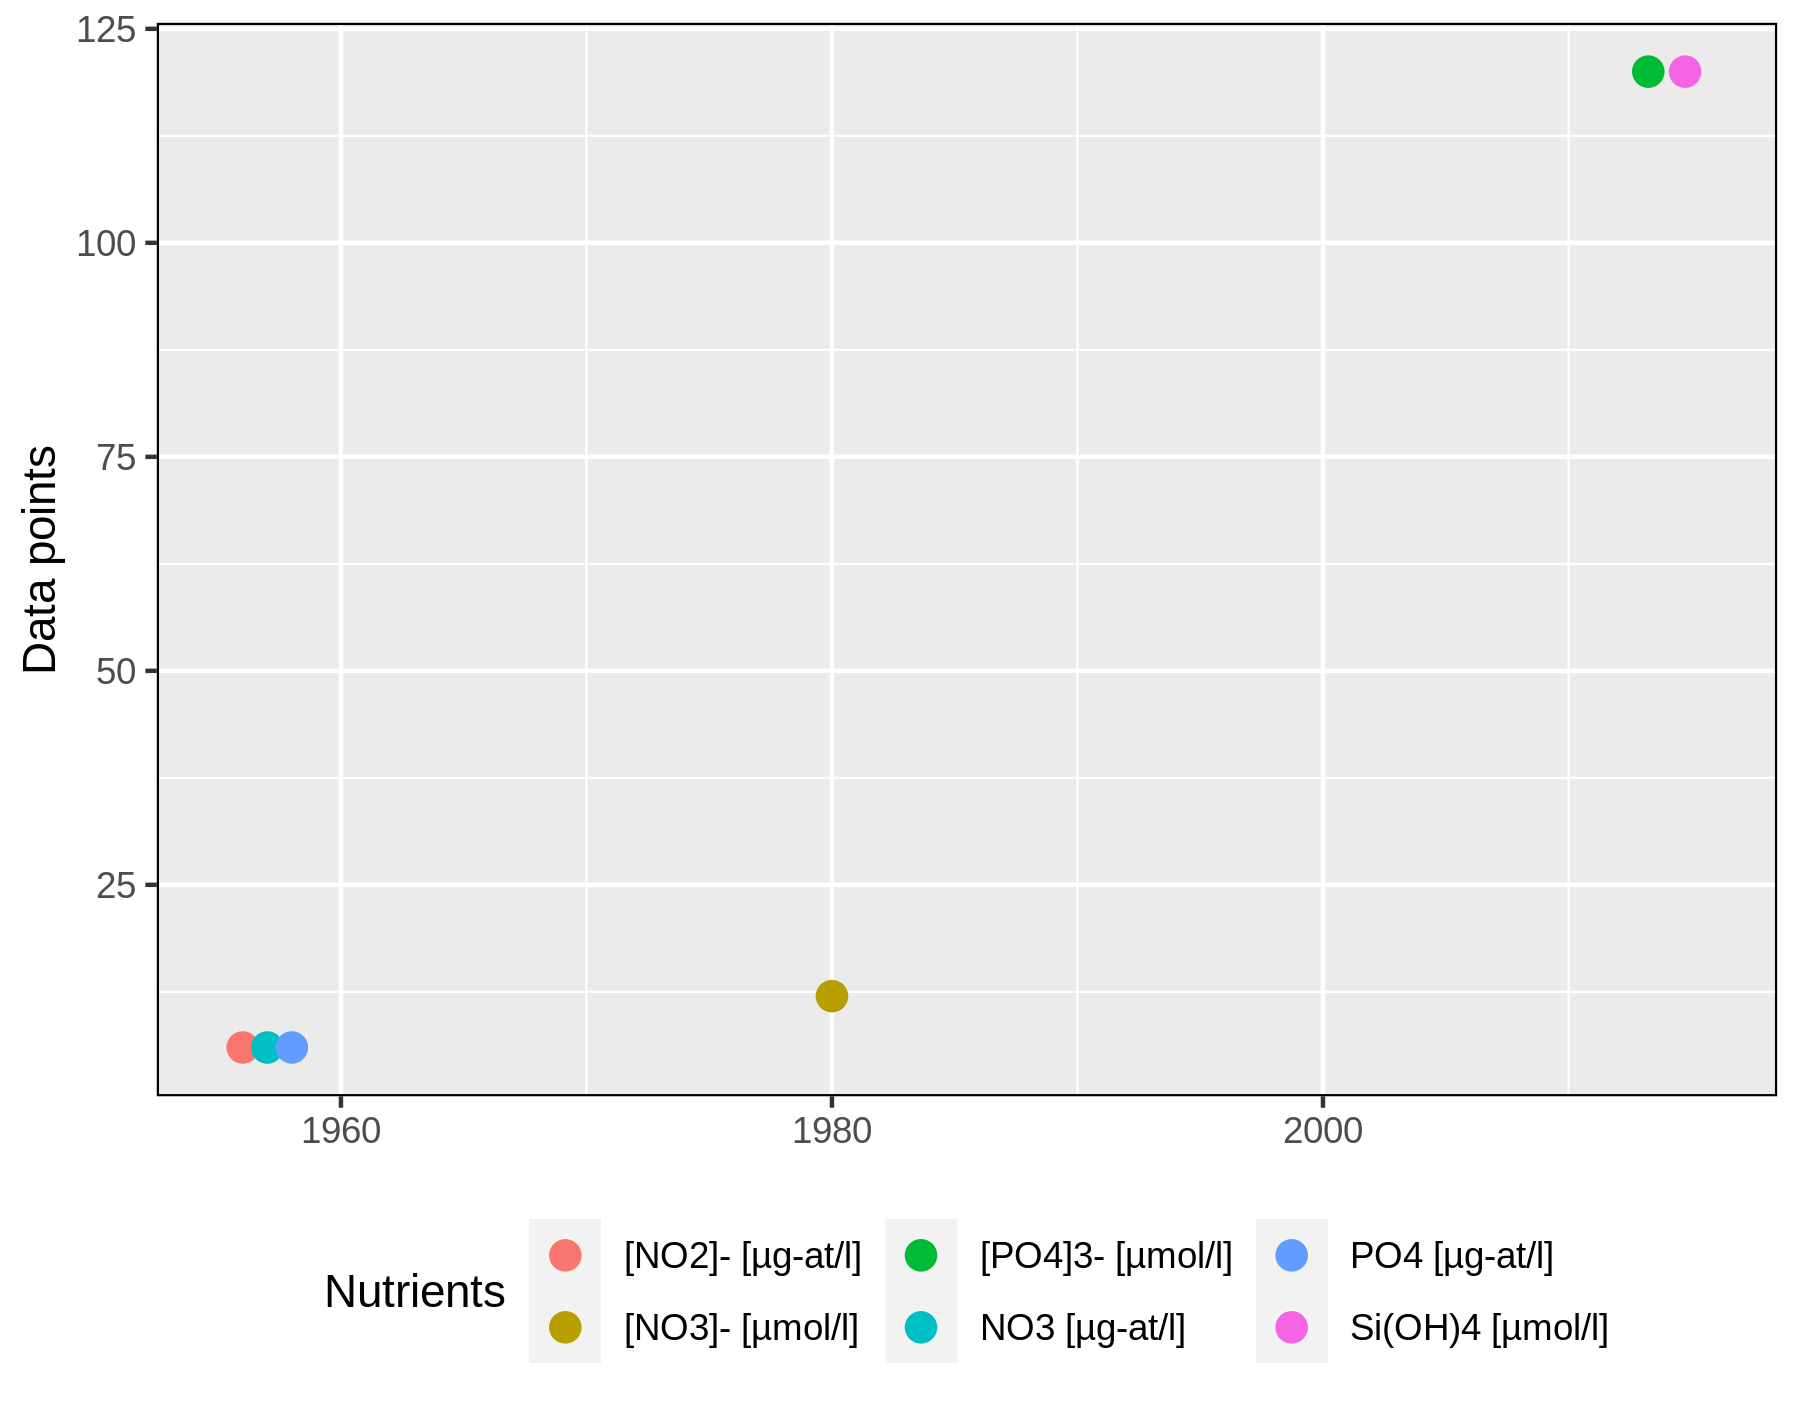 125
100
75
50
25
Data points
1960 1980 2000
Nutrients
[NO2]- [µg-at/l] [PO4]3- [µmol/l] PO4 [µg-at/l]
[NO3]- [µmol/l] NO3 [µg-at/l] Si(OH)4 [µmol/l]